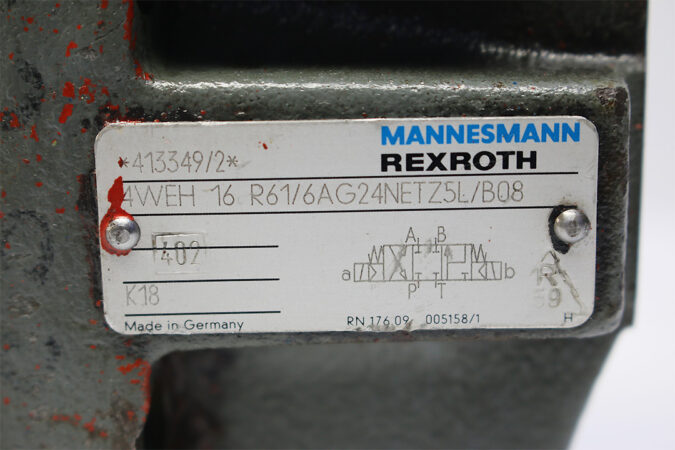 *413349/2*
MANNESMANN
REXROTH
4WEH 16 R61/6AG24NETZ5L/B08
402
K18
A B
a b
P T
59
Made in Germany
RN 176 09 005158/1
H